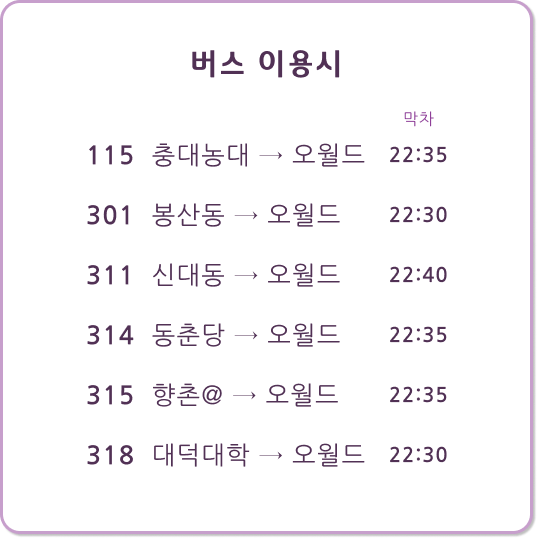 버스 이용시
막차
115 충대농대 → 오월드 22:35
301 봉산동 → 오월드 22:30
311 신대동 → 오월드 22:40
314 동춘당 → 오월드 22:35
315 향촌@ → 오월드 22:35
318 대덕대학 → 오월드 22:30